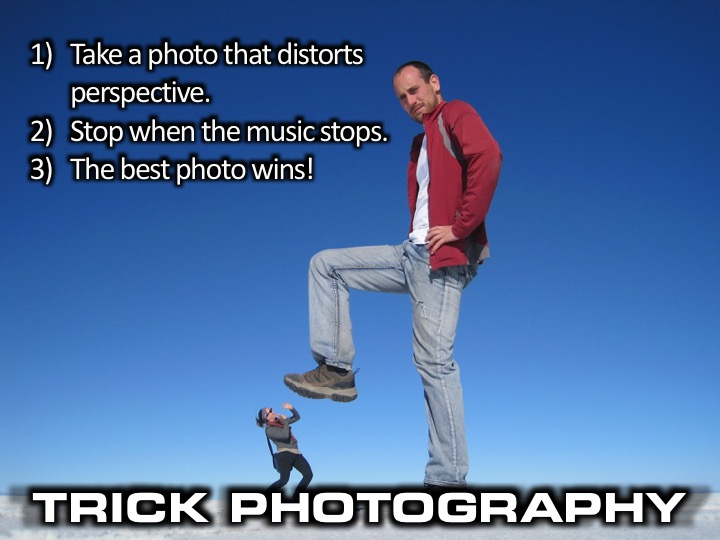 1) Take a photo that distorts
perspective.
2) Stop when the music stops.
3) The best photo wins!
TRICK PHOTOGRAPHY